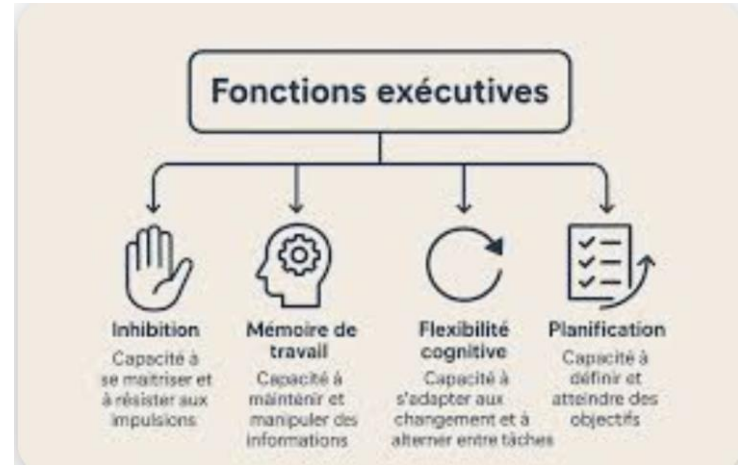 Fonctions exécutives
Inhibition
Capacité à
se maîtriser et
à résister aux
impulsions
Mémoire de
travail
Capacité à
maintenir et
manipuler des
informations
Flexibilité
cognitive
Capacité à
s'adapter aux
changement et à
alterner entre tâches
Planification
Capacité à
définir et
atteindre des
objectifs